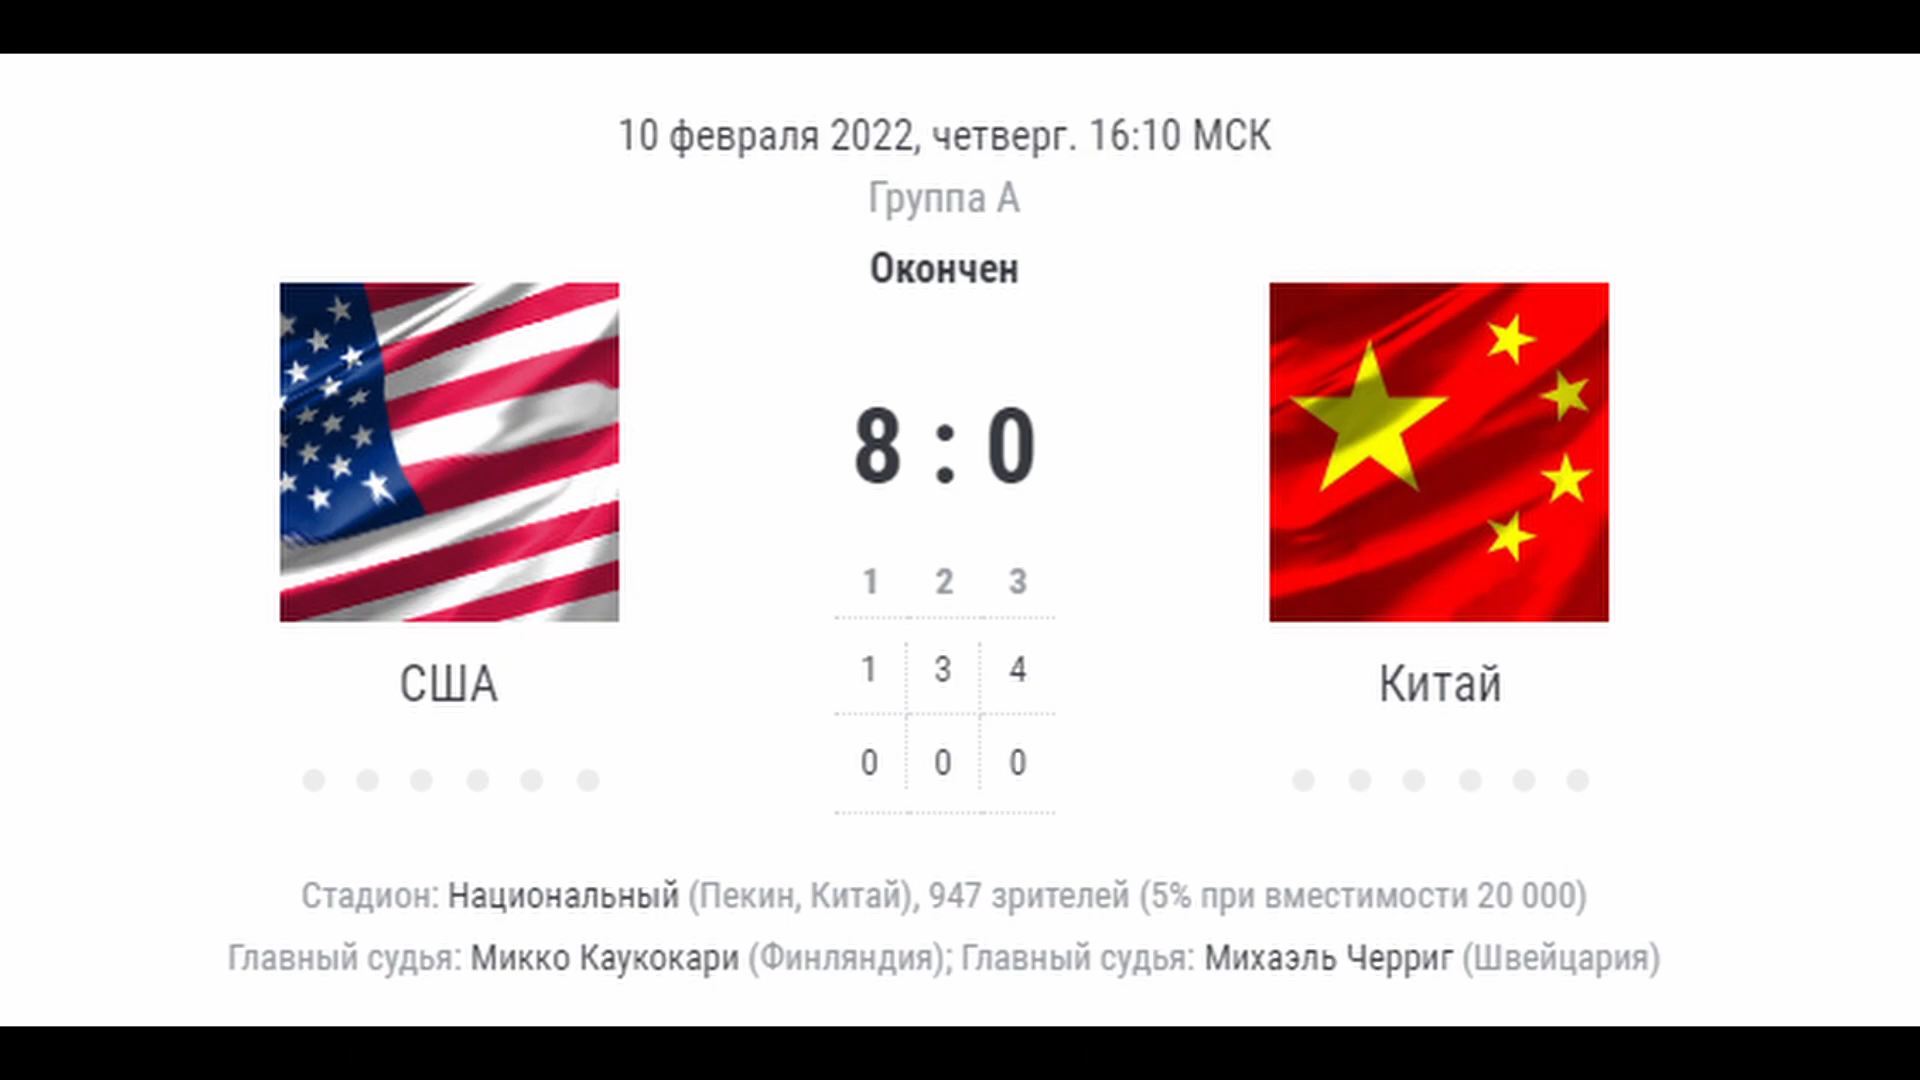 10 февраля 2022, четверг. 16:10 МСК
Группа A
Окончен
8 : 0
1 2 3
1 3 4
США
Китай
0 0 0
Стадион: Национальный (Пекин, Китай), 947 зрителей (5% при вместимости 20 000)
Главный судья: Микко Каукокари (Финляндия); Главный судья: Михаэль Черриг (Швейцария)